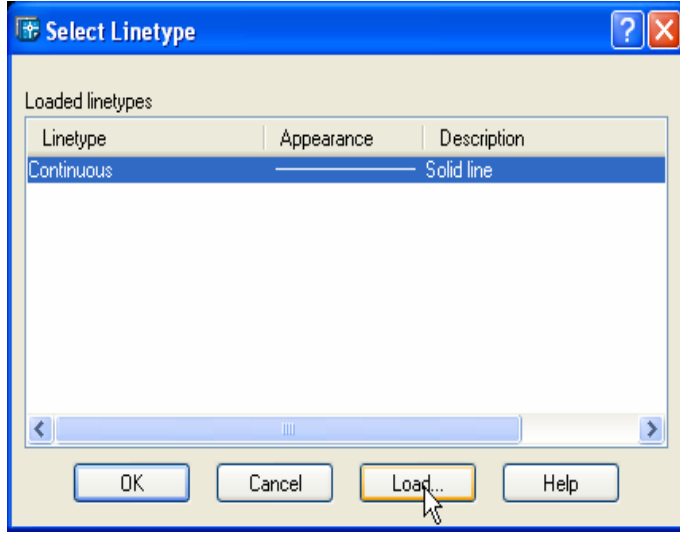 Select Linetype
Loaded linetypes
Linetype Appearance Description
Continuous Solid line
OK Cancel Load... Help